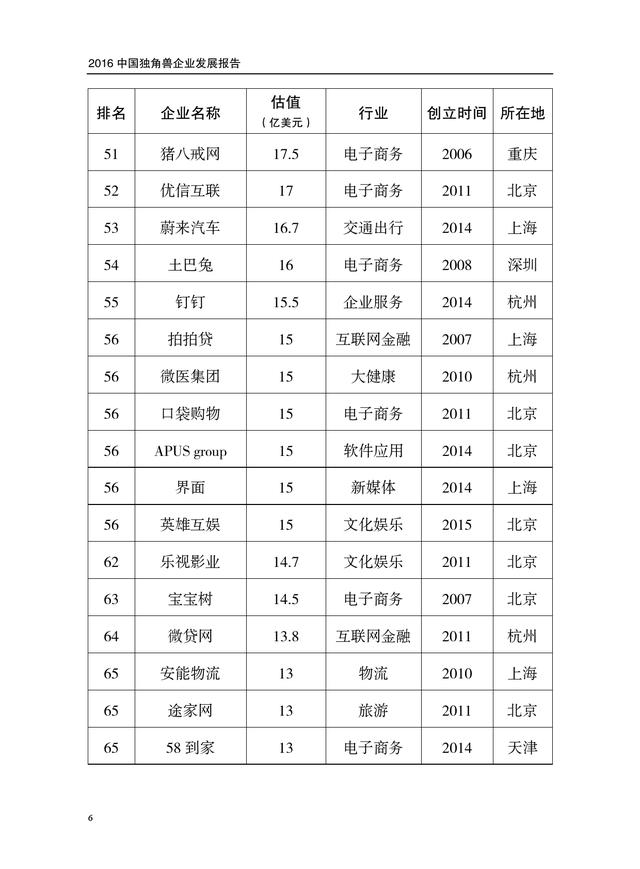 2016 中国独角兽企业发展报告
排名 企业名称 估值（亿美元） 行业 创立时间 所在地
51 猪八戒网 17.5 电子商务 2006 重庆
52 优信互联 17 电子商务 2011 北京
53 蔚来汽车 16.7 交通出行 2014 上海
54 土巴兔 16 电子商务 2008 深圳
55 钉钉 15.5 企业服务 2014 杭州
56 拍拍贷 15 互联网金融 2007 上海
56 微医集团 15 大健康 2010 杭州
56 口袋购物 15 电子商务 2011 北京
56 APUS group 15 软件应用 2014 北京
56 界面 15 新媒体 2014 上海
56 英雄互娱 15 文化娱乐 2015 北京
62 乐视影业 14.7 文化娱乐 2011 北京
63 宝宝树 14.5 电子商务 2007 北京
64 微贷网 13.8 互联网金融 2011 杭州
65 安能物流 13 物流 2010 上海
65 途家网 13 旅游 2011 北京
65 58 到家 13 电子商务 2014 天津
6